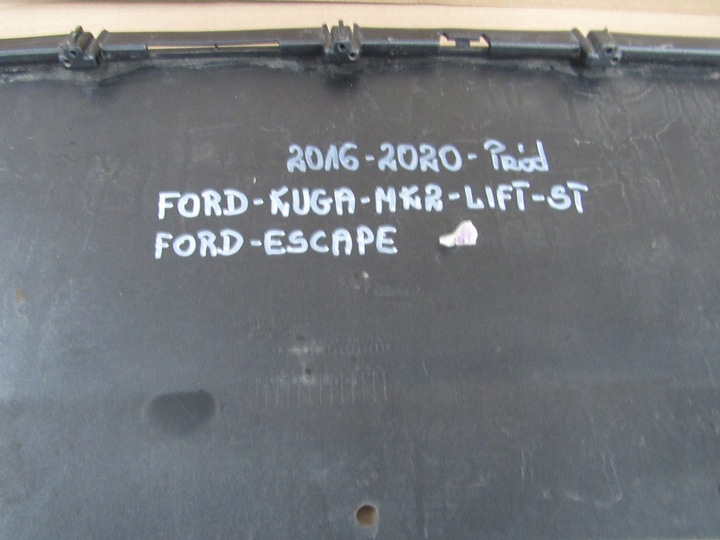 2016-2020-Przód
FORD-KUGA-MK2-LIFT-ST
FORD-ESCAPE